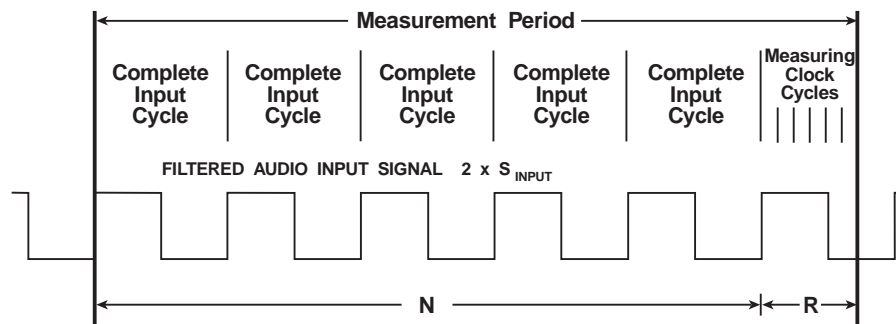 Measurement Period
Complete Input Cycle
Complete Input Cycle
Complete Input Cycle
Complete Input Cycle
Complete Input Cycle
Measuring Clock Cycles
FILTERED AUDIO INPUT SIGNAL 2 x S INPUT
N
R